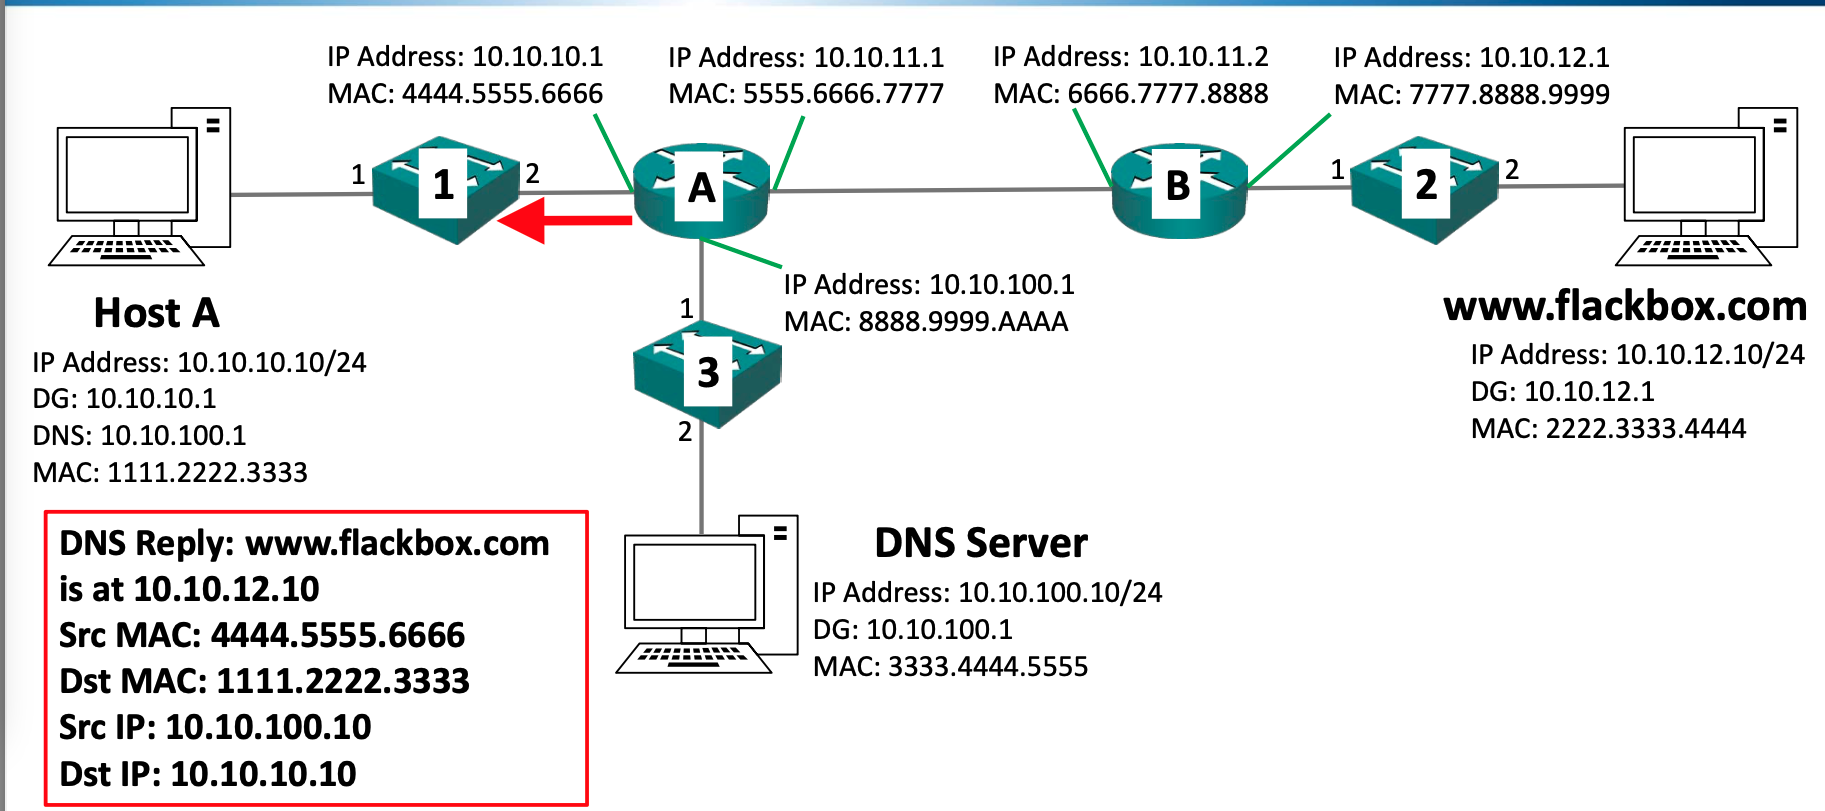 IP Address: 10.10.10.1
MAC: 4444.5555.6666
IP Address: 10.10.11.1
MAC: 5555.6666.7777
IP Address: 10.10.11.2
MAC: 6666.7777.8888
IP Address: 10.10.12.1
MAC: 7777.8888.9999
1
1
2
A
B
1
2
2
IP Address: 10.10.100.1
MAC: 8888.9999.AAAA
Host A
IP Address: 10.10.10.10/24
DG: 10.10.10.1
DNS: 10.10.100.1
MAC: 1111.2222.3333
www.flackbox.com
IP Address: 10.10.12.10/24
DG: 10.10.12.1
MAC: 2222.3333.4444
1
3
2
DNS Server
IP Address: 10.10.100.10/24
DG: 10.10.100.1
MAC: 3333.4444.5555
DNS Reply: www.flackbox.com
is at 10.10.12.10
Src MAC: 4444.5555.6666
Dst MAC: 1111.2222.3333
Src IP: 10.10.100.10
Dst IP: 10.10.10.10